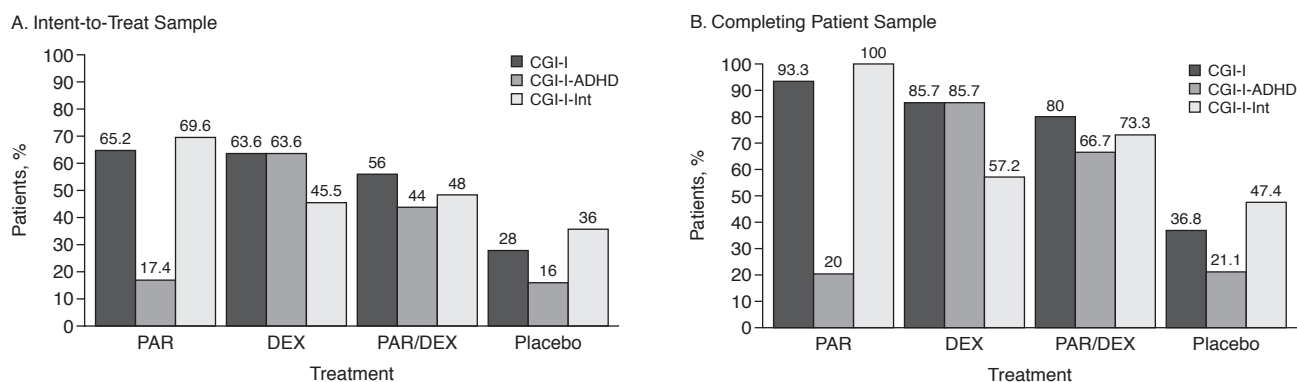 A. Intent-to-Treat Sample
100
90
80
70
60
50
40
30
20
10
0
Patients, %
CGI-I
CGI-I-ADHD
CGI-I-Int
65.2
17.4
69.6
63.6
63.6
45.5
56
44
48
28
16
36
PAR
DEX
PAR/DEX
Placebo
Treatment
B. Completing Patient Sample
100
90
80
70
60
50
40
30
20
10
0
Patients, %
CGI-I
CGI-I-ADHD
CGI-I-Int
93.3
20
100
85.7
85.7
57.2
80
66.7
73.3
36.8
21.1
47.4
PAR
DEX
PAR/DEX
Placebo
Treatment